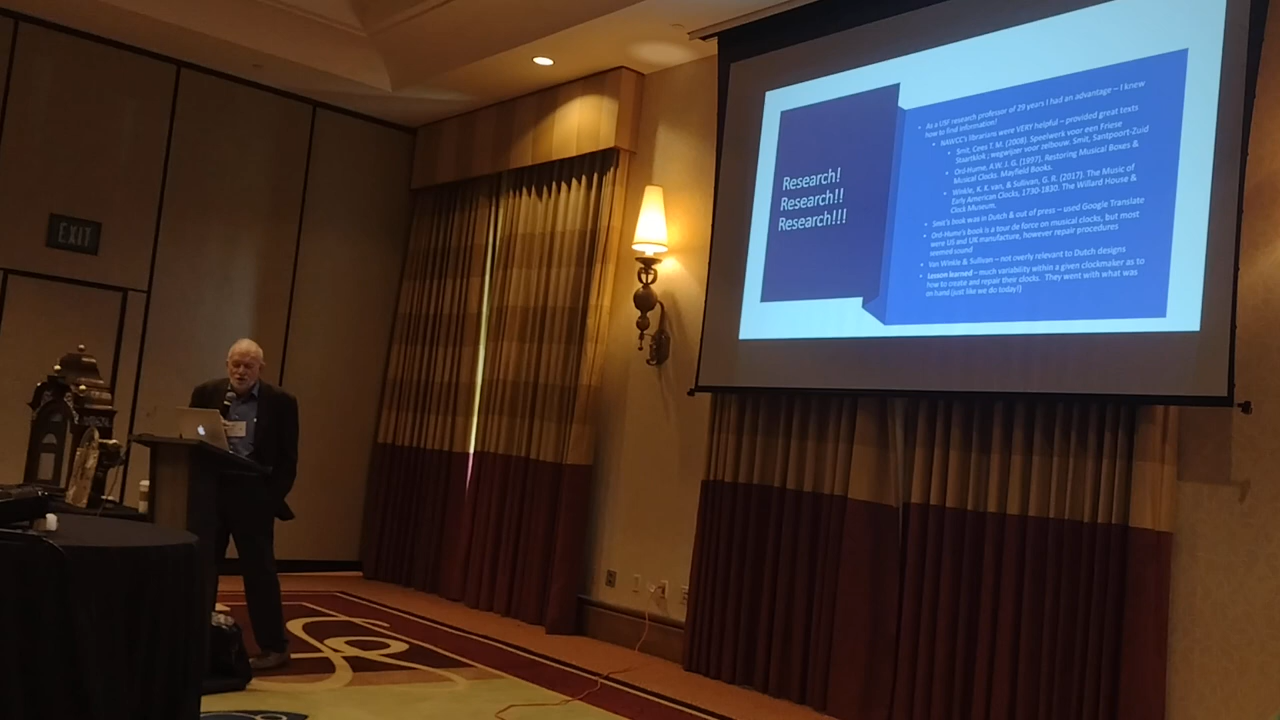 EXIT
Research!
Research!!
Research!!!
• As a USF research professor of 29 years I had an advantage – I knew
how to find information!
• NAWCC's librarians were VERY helpful – provided great texts
• Smit, Cees T. M. (2008). Speelwerk voor een Friese
Staartklok ; wegwijzer voor zelbouw. Smit, Santpoort-Zuid
• Ord-Hume, A.W. J. G. (1997). Restoring Musical Boxes &
Musical Clocks. Mayfield Books.
• Winkle, K. K. van, & Sullivan, G. R. (2017). The Music of
Early American Clocks, 1730-1830. The Willard House &
Clock Museum.
• Smit's book was in Dutch & out of press – used Google Translate
• Ord-Hume's book is a tour de force on musical clocks, but most
were US and UK manufacture, however repair procedures
seemed sound
• Van Winkle & Sullivan – not overly relevant to Dutch designs
• Lesson learned – much variability within a given clockmaker as to
how to create and repair their clocks. They went with what was
on hand (just like we do today!)